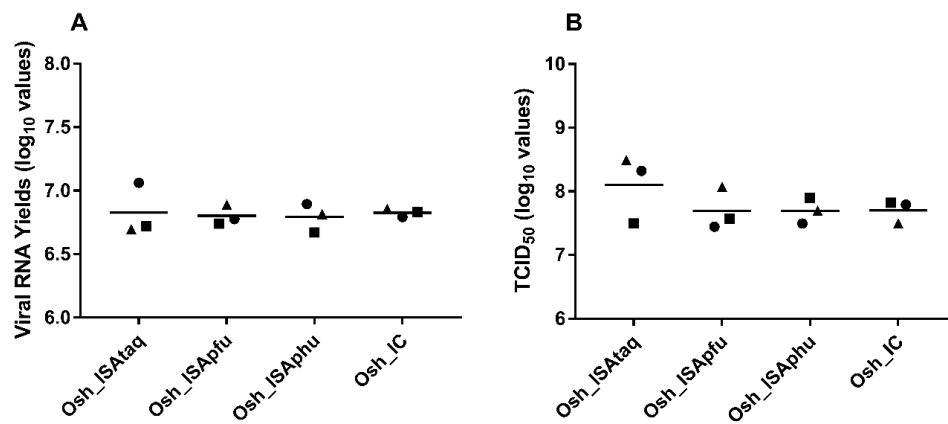 A
Viral RNA Yields (log10 values)
8.0
7.5
7.0
6.5
6.0
Osh_ISAtaq
Osh_ISApfu
Osh_ISAphu
Osh_IC
B
TCID50 (log10 values)
10
9
8
7
6
Osh_ISAtaq
Osh_ISApfu
Osh_ISAphu
Osh_IC